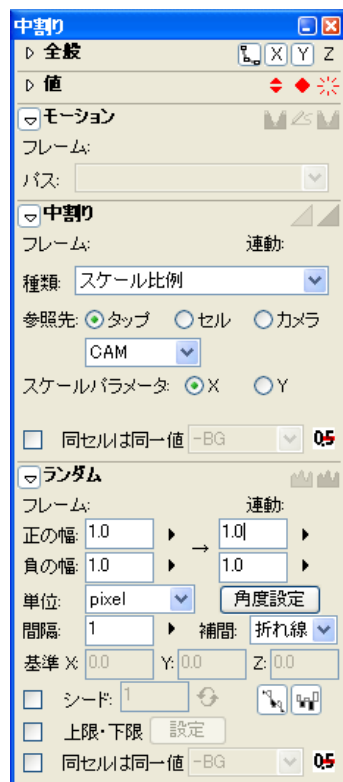 中割り
全般 X Y Z
値
モーション
フレーム:
パス:
中割り
フレーム: 連動:
種類: スケール比例
参照先: タップ セル カメラ
CAM
スケールパラメータ: X Y
同セルは同一値 -BG 0.5
ランダム
フレーム: 連動:
正の幅: 1.0 → 1.0
負の幅: 1.0 1.0
単位: pixel 角度設定
間隔: 1 補間: 折れ線
基準 X: 0.0 Y: 0.0 Z: 0.0
シード: 1
上限・下限 設定
同セルは同一値 -BG 0.5